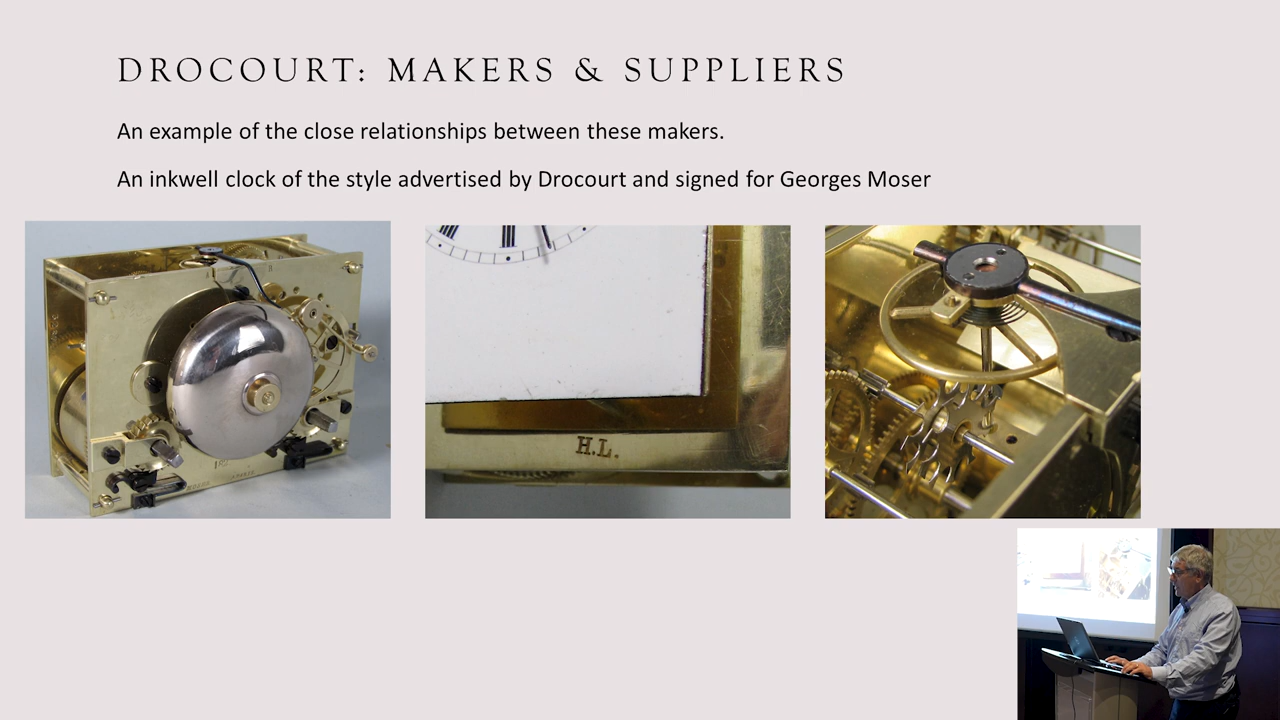 DROCOURT: MAKERS & SUPPLIERS
An example of the close relationships between these makers.
An inkwell clock of the style advertised by Drocourt and signed for Georges Moser
H.L.